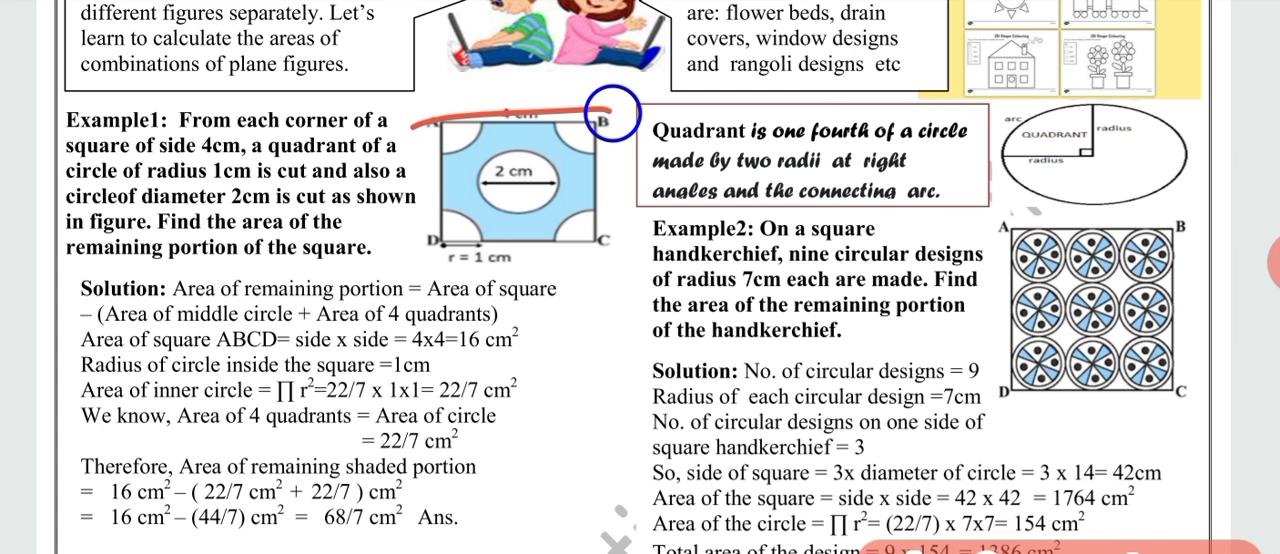 different figures separately. Let's
learn to calculate the areas of
combinations of plane figures.
are: flower beds, drain
covers, window designs
and rangoli designs etc
Example1: From each corner of a
square of side 4cm, a quadrant of a
circle of radius 1cm is cut and also a
circleof diameter 2cm is cut as shown
in figure. Find the area of the
remaining portion of the square.
B
2 cm
D
C
r = 1 cm
Solution: Area of remaining portion = Area of square
– (Area of middle circle + Area of 4 quadrants)
Area of square ABCD= side x side = 4x4=16 cm²
Radius of circle inside the square =1cm
Area of inner circle = ∏ r²=22/7 x 1x1= 22/7 cm²
We know, Area of 4 quadrants = Area of circle
= 22/7 cm²
Therefore, Area of remaining shaded portion
= 16 cm² – ( 22/7 cm² + 22/7 ) cm²
= 16 cm² – (44/7) cm² = 68/7 cm² Ans.
Quadrant is one fourth of a circle
made by two radii at right
angles and the connecting arc.
arc
QUADRANT
radius
radius
Example2: On a square
handkerchief, nine circular designs
of radius 7cm each are made. Find
the area of the remaining portion
of the handkerchief.
A
B
D
C
Solution: No. of circular designs = 9
Radius of each circular design =7cm
No. of circular designs on one side of
square handkerchief = 3
So, side of square = 3x diameter of circle = 3 x 14= 42cm
Area of the square = side x side = 42 x 42 = 1764 cm²
Area of the circle = ∏ r²= (22/7) x 7x7= 154 cm²
Total area of the design = 9 x 154 = 1386 cm²